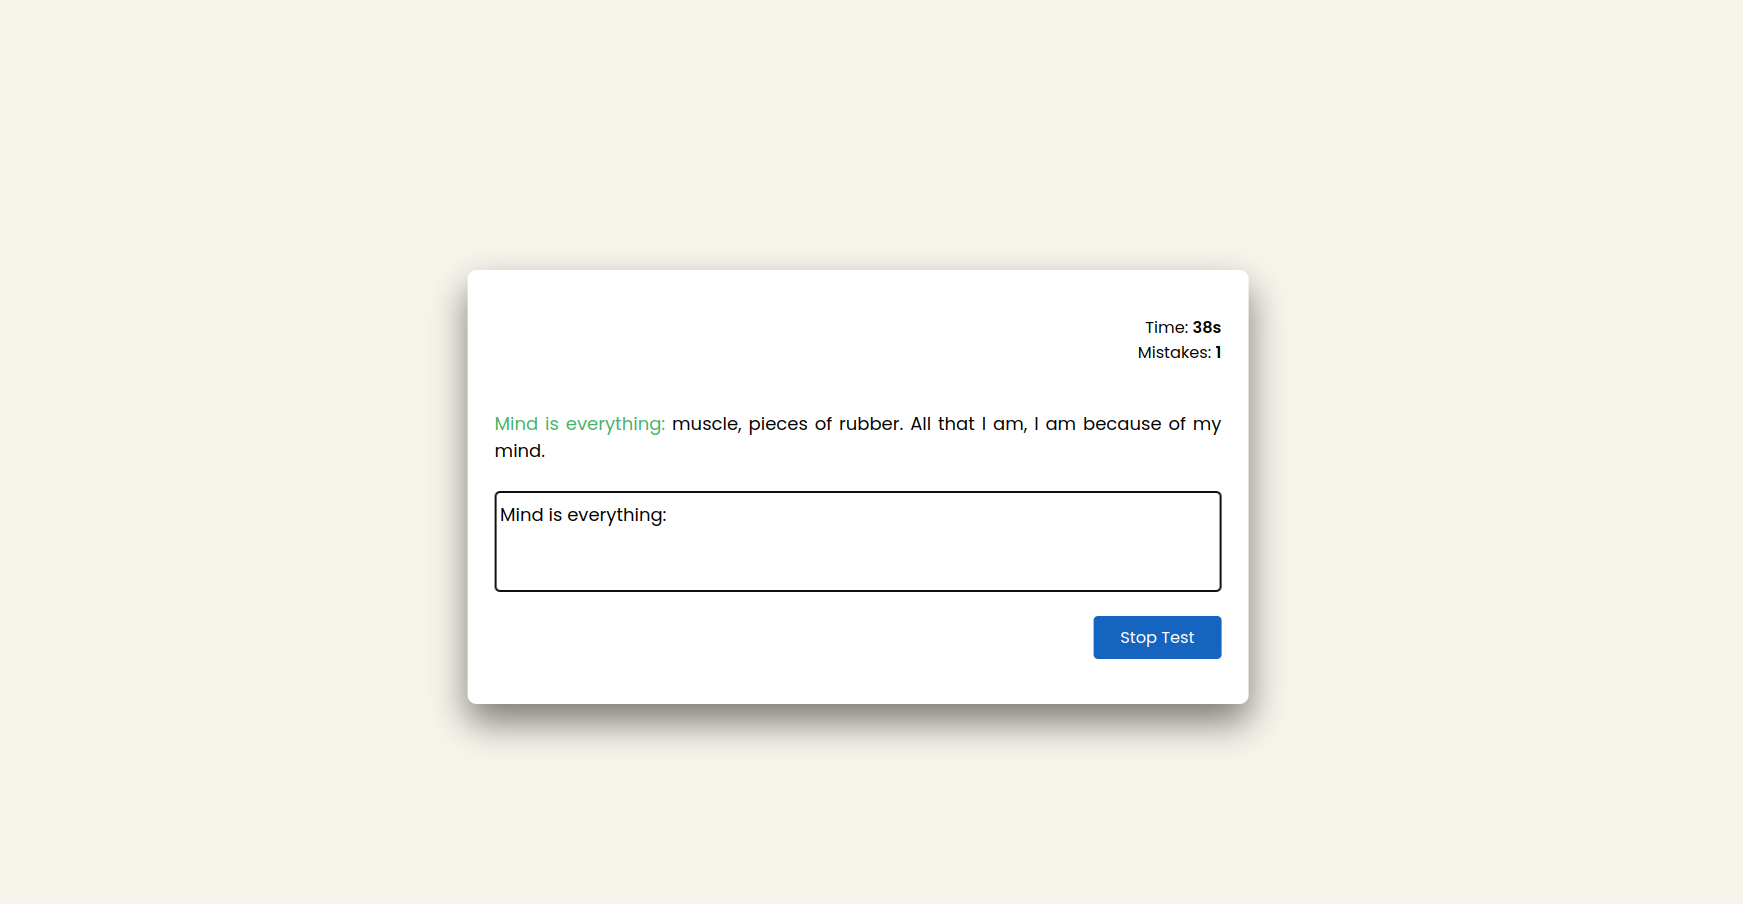 Time: 38s
Mistakes: 1
Mind is everything: muscle, pieces of rubber. All that I am, I am because of my
mind.
Mind is everything:
Stop Test